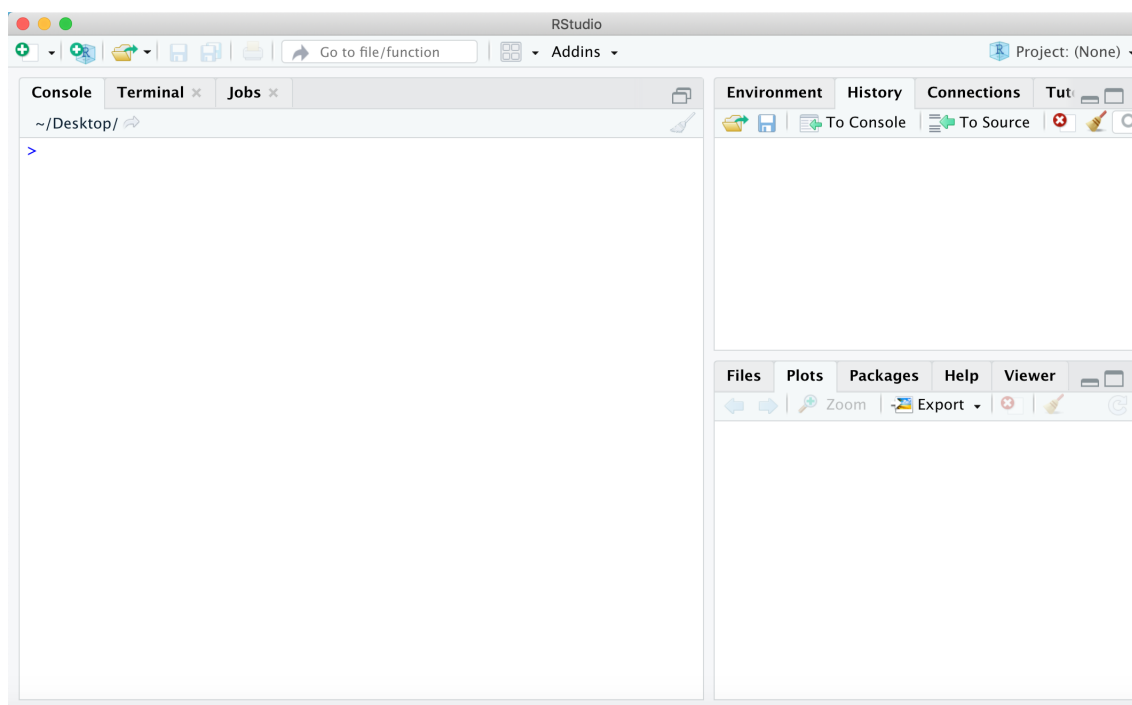 RStudio
Go to file/function
Addins
Project: (None)
Console Terminal Jobs
~/Desktop/
>
Environment History Connections Tut
To Console To Source
Files Plots Packages Help Viewer
Zoom Export